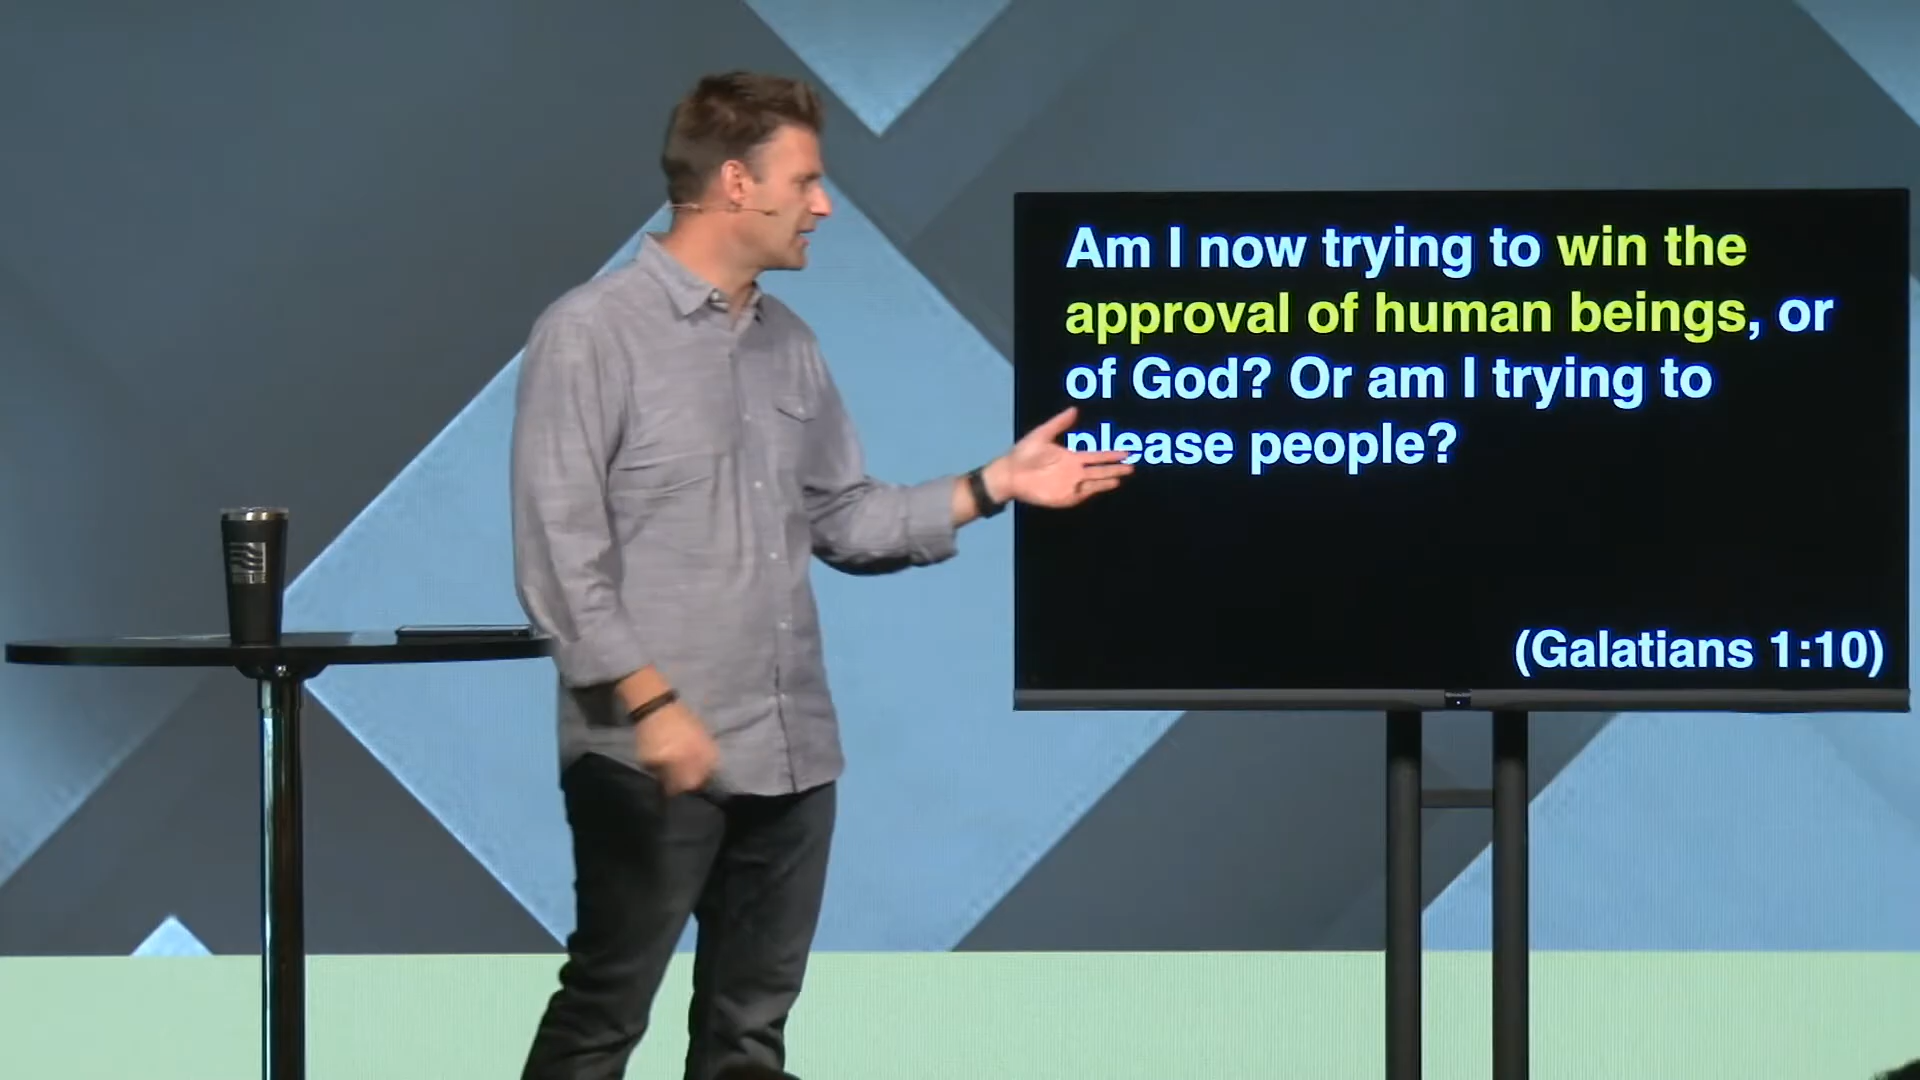 Am I now trying to win the
approval of human beings, or
of God? Or am I trying to
please people?
(Galatians 1:10)